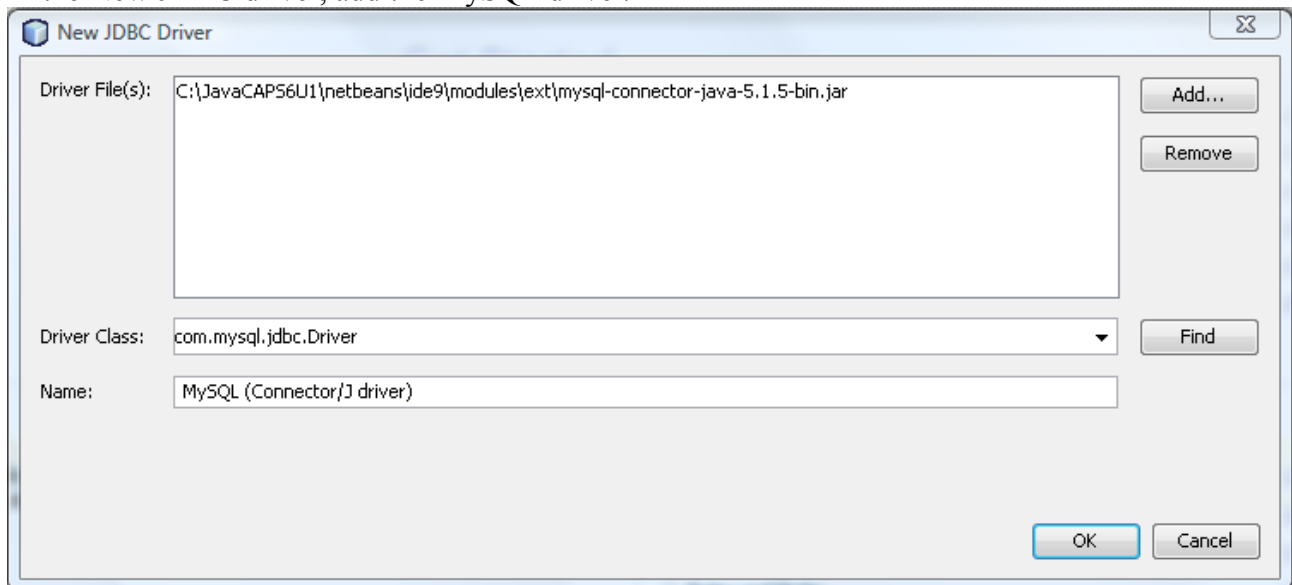 New JDBC Driver
Driver File(s):
C:\JavaCAPS6U1\netbeans\ide9\modules\ext\mysql-connector-java-5.1.5-bin.jar
Add...
Remove
Driver Class:
com.mysql.jdbc.Driver
Find
Name:
MySQL (Connector/J driver)
OK
Cancel